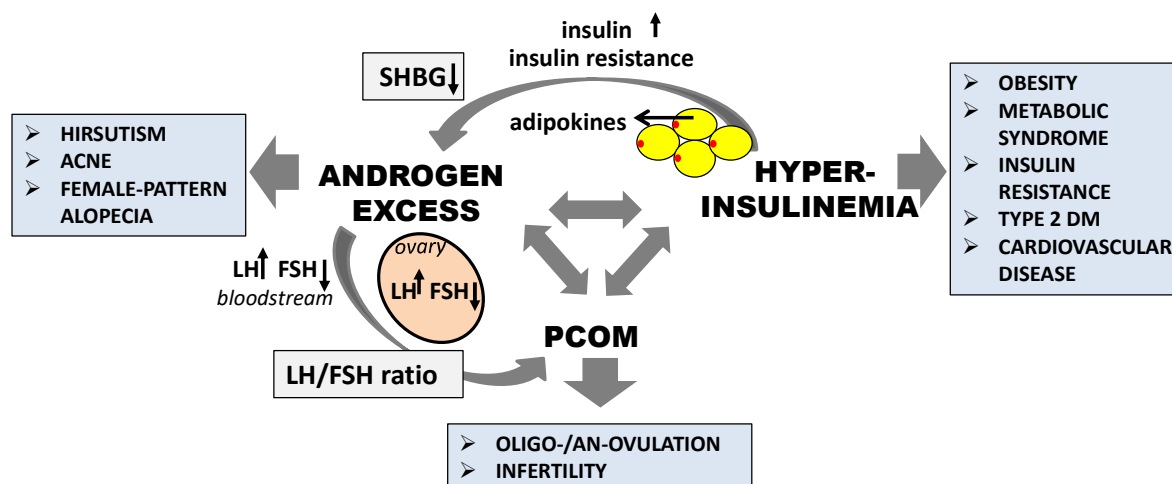 insulin ↑
insulin resistance
SHBG↓
adipokines
➢ HIRSUTISM
➢ ACNE
➢ FEMALE-PATTERN
ALOPECIA
ANDROGEN
EXCESS
HYPER-
INSULINEMIA
➢ OBESITY
➢ METABOLIC
SYNDROME
➢ INSULIN
RESISTANCE
➢ TYPE 2 DM
➢ CARDIOVASCULAR
DISEASE
LH↑ FSH↓
bloodstream
ovary
LH↑ FSH↓
PCOM
LH/FSH ratio
➢ OLIGO-/AN-OVULATION
➢ INFERTILITY